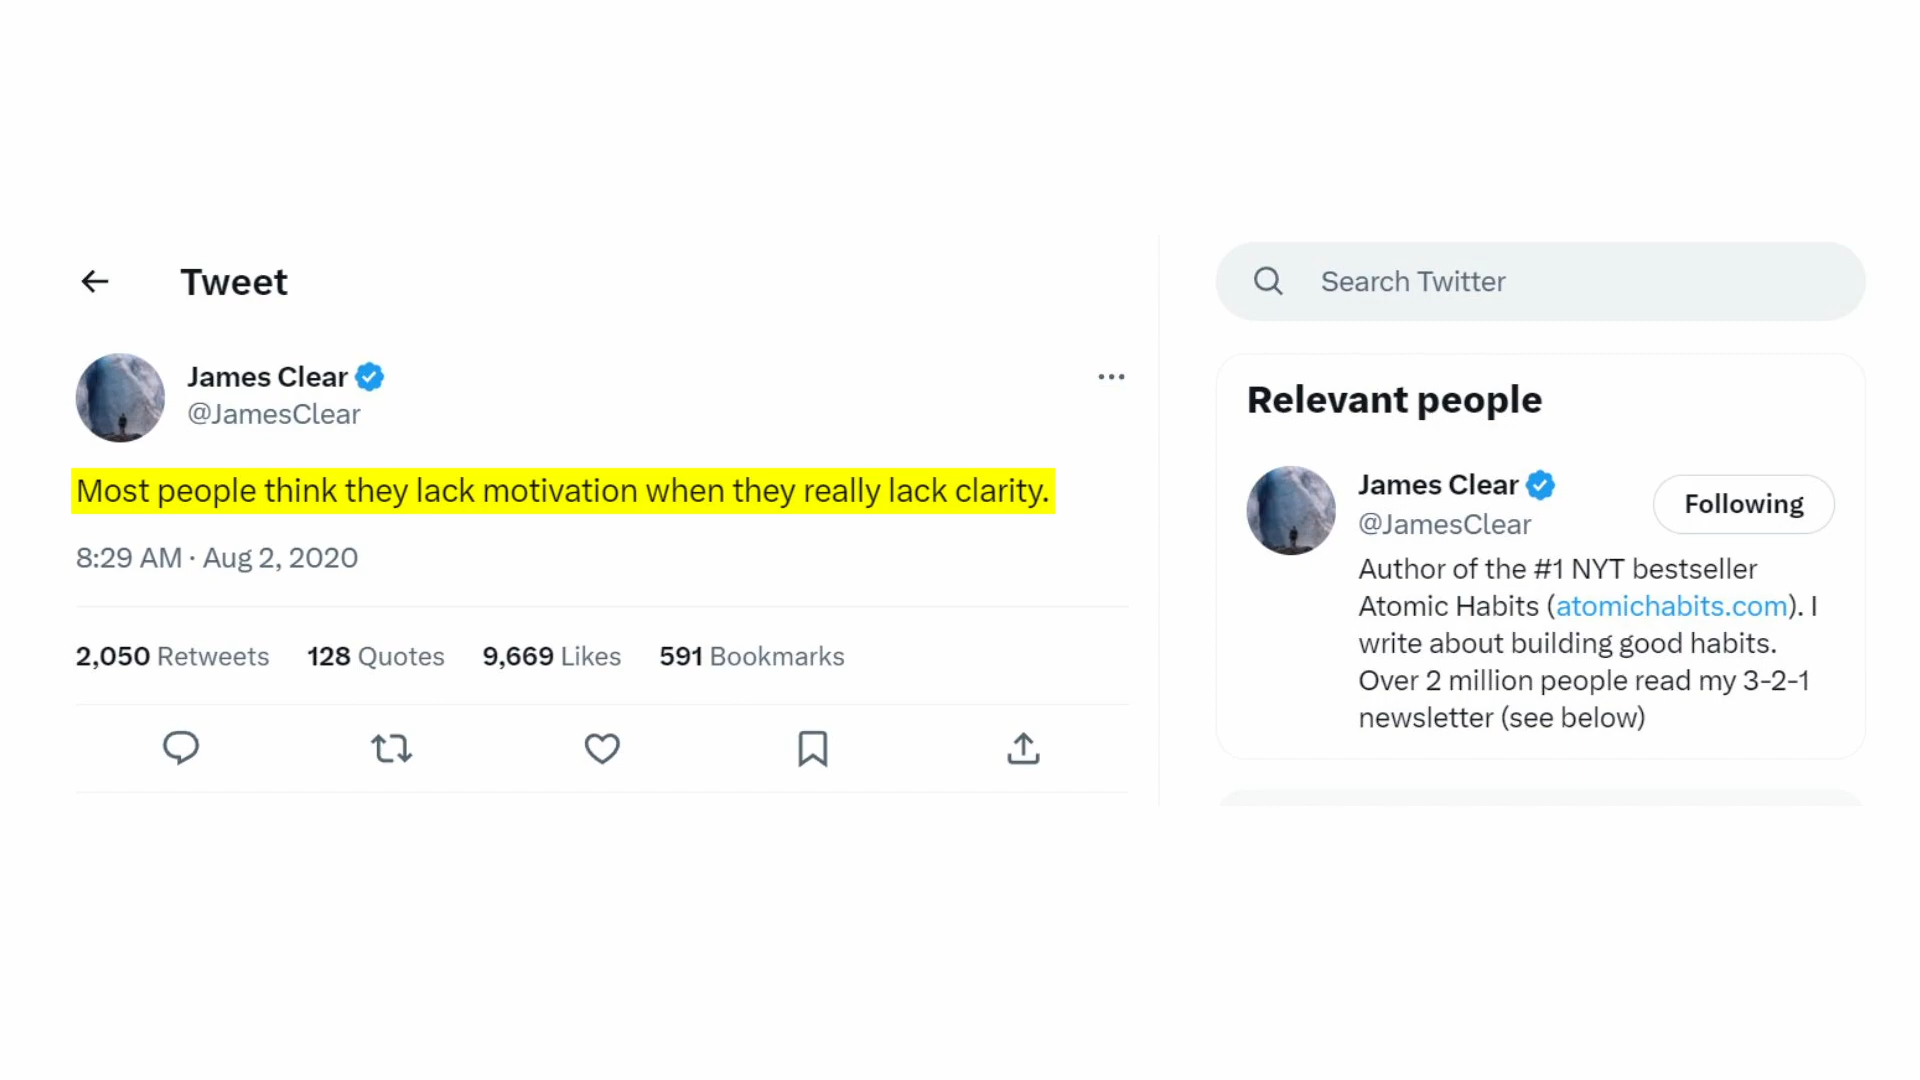 Tweet
James Clear
@JamesClear
Most people think they lack motivation when they really lack clarity.
8:29 AM · Aug 2, 2020
2,050 Retweets 128 Quotes 9,669 Likes 591 Bookmarks
Search Twitter
Relevant people
James Clear
@JamesClear
Following
Author of the #1 NYT bestseller
Atomic Habits (atomichabits.com). I
write about building good habits.
Over 2 million people read my 3-2-1
newsletter (see below)